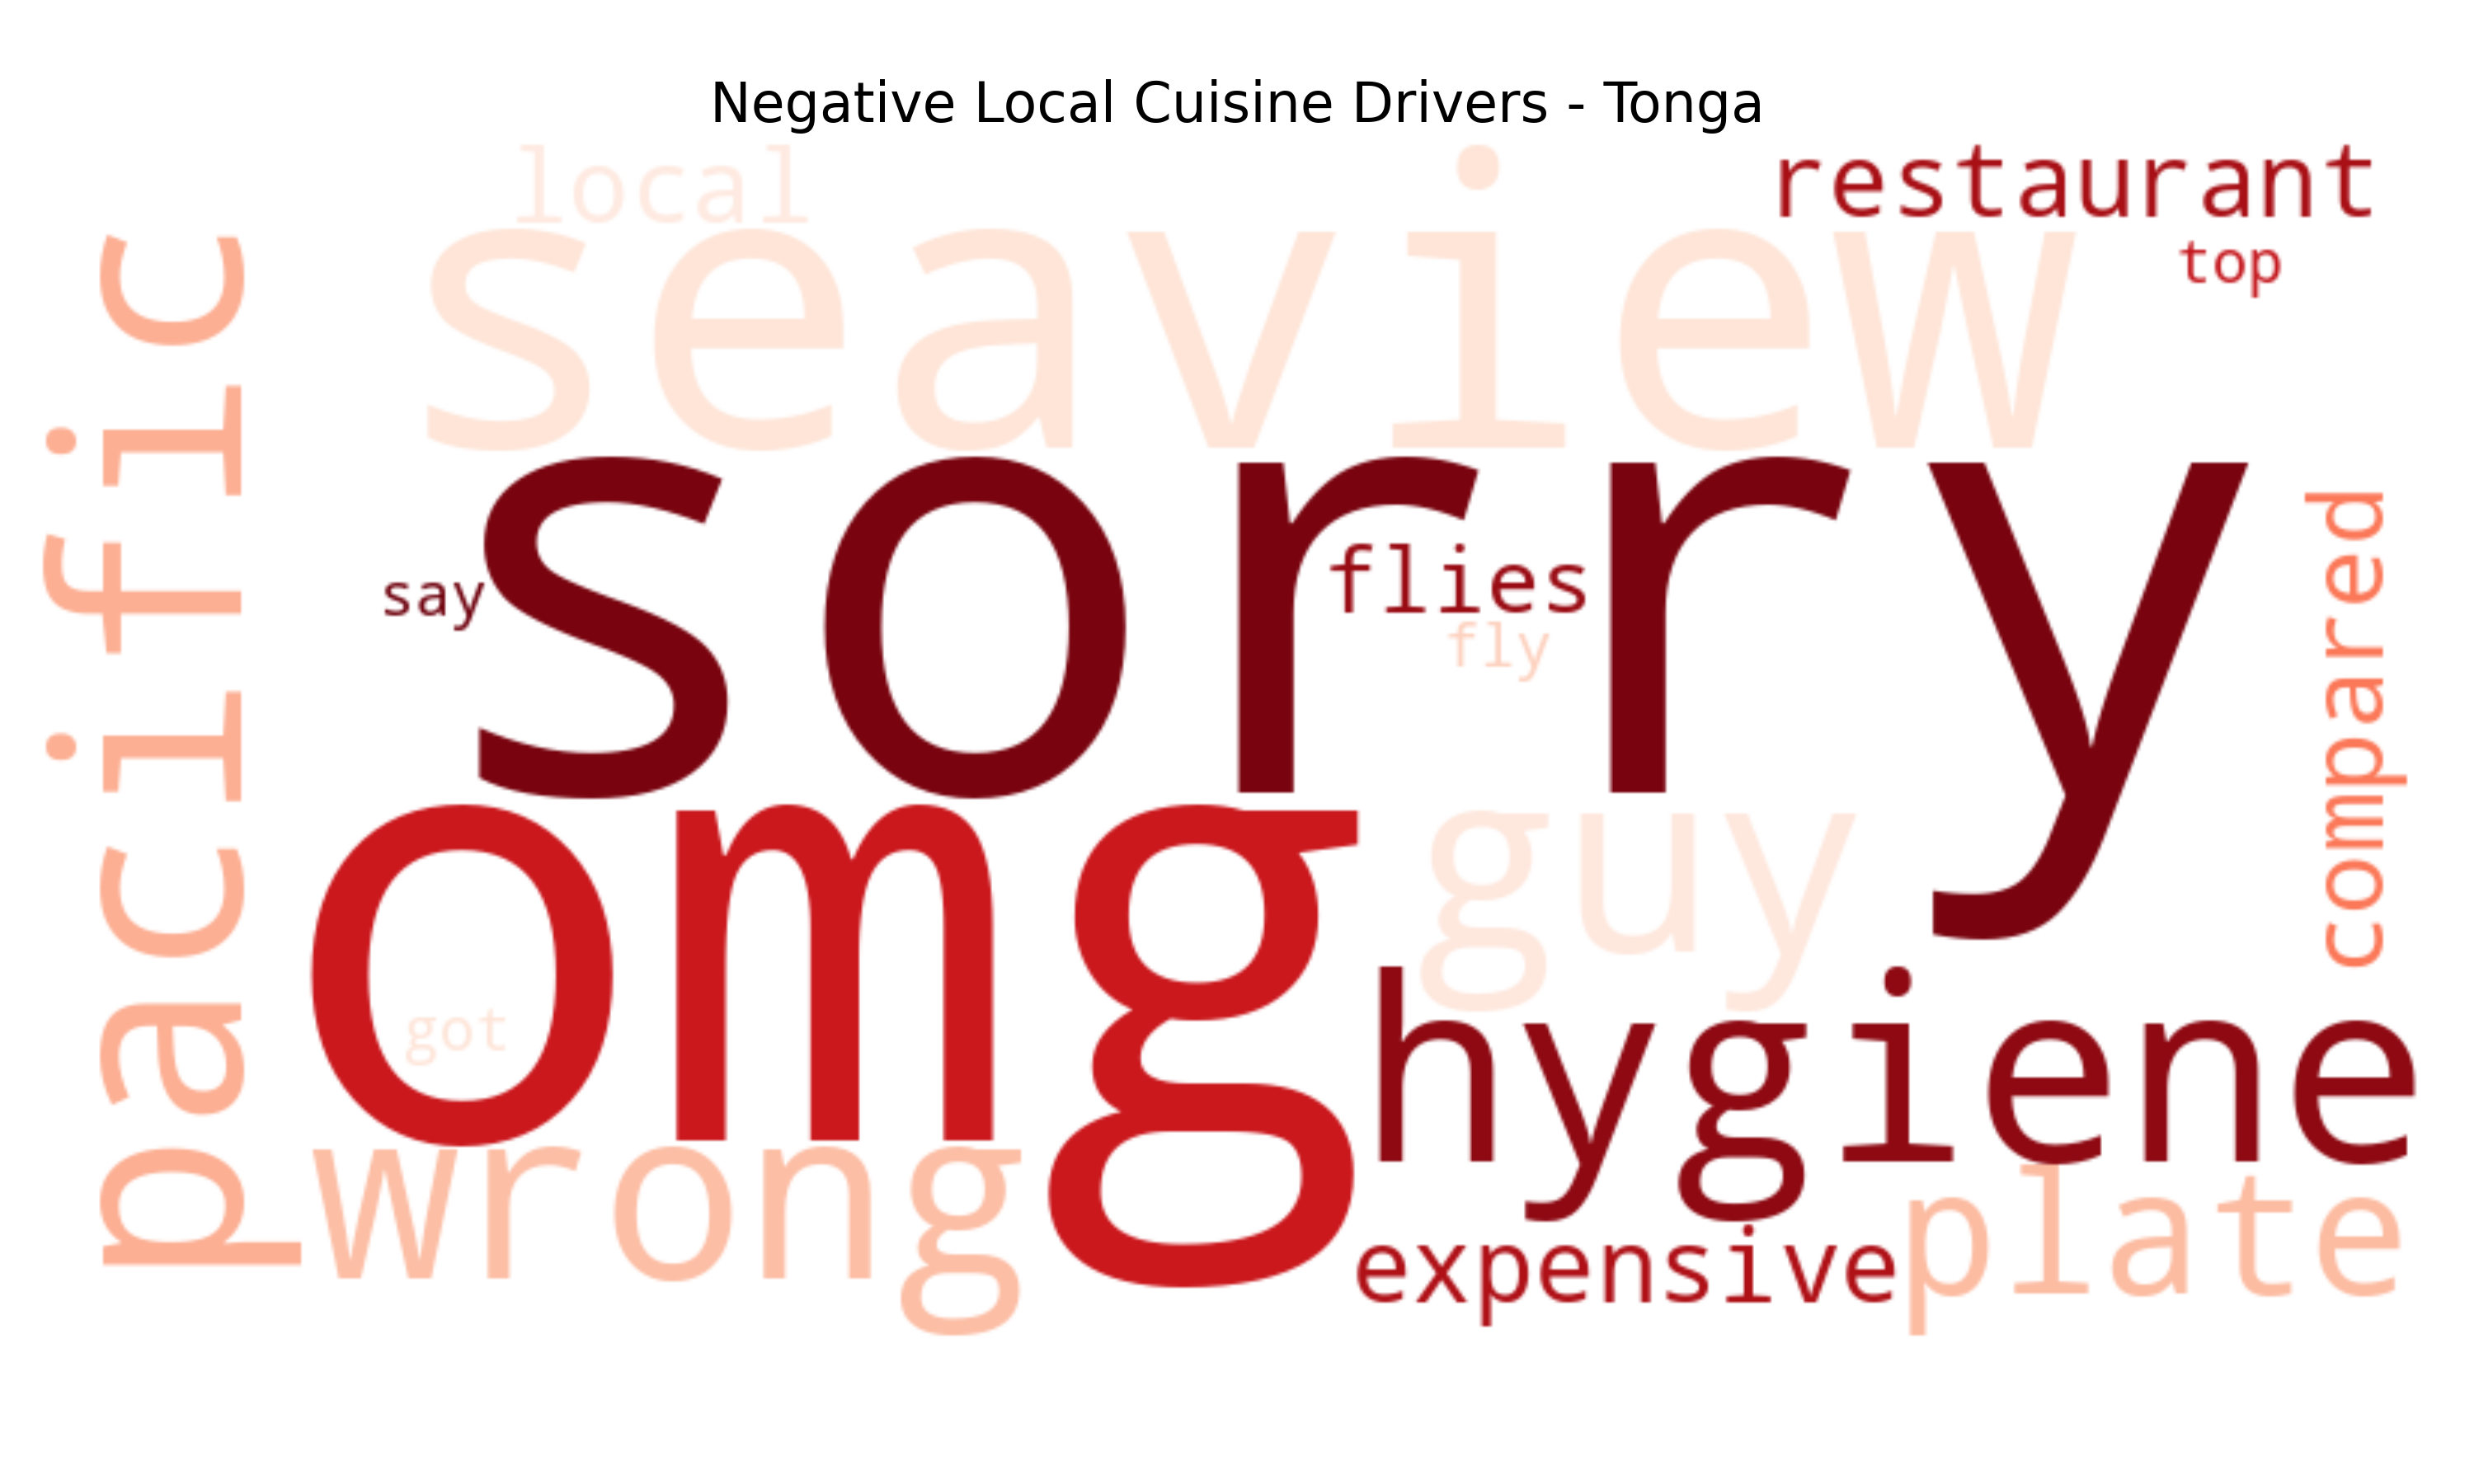 Negative Local Cuisine Drivers - Tonga
local
restaurant
seaview
top
pacific
sorry
say
flies
fly
compared
omg
guy
got
hygiene
wrong
expensive
plate